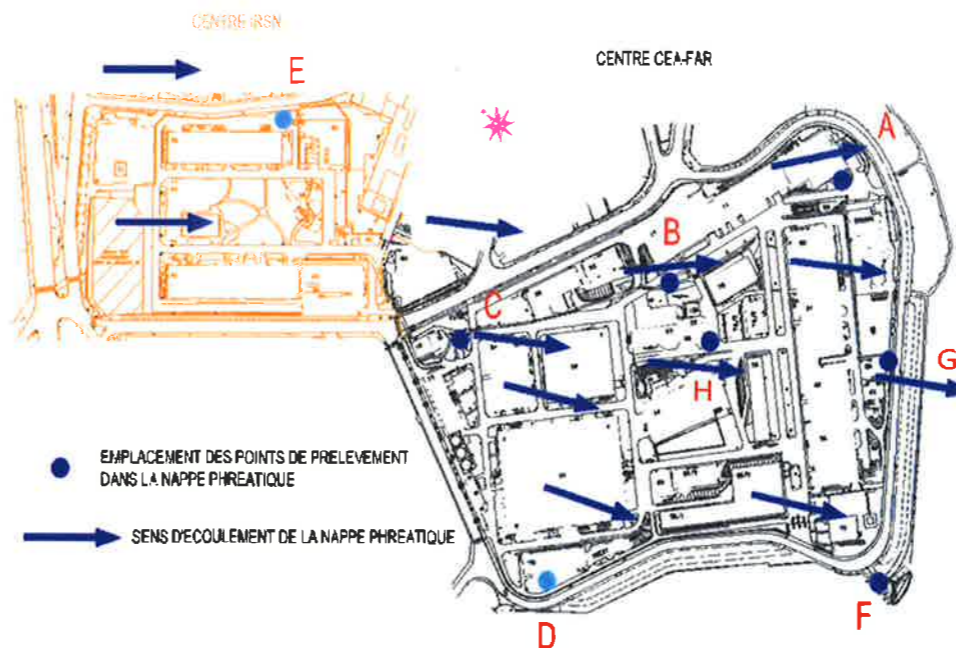 CENTRE IRSN
CENTRE CEA-FAR
E
A
B
C
G
H
EMPLACEMENT DES POINTS DE PRELEVEMENT
DANS LA NAPPE PHREATIQUE
SENS D'ECOULEMENT DE LA NAPPE PHREATIQUE
D
F